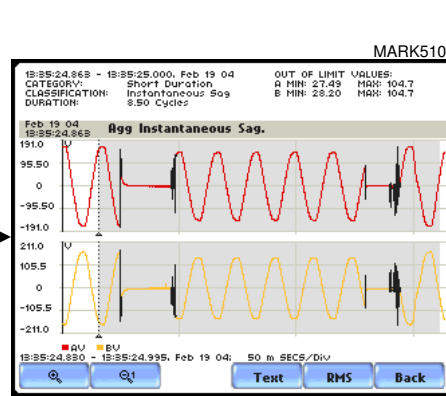 MARK510
13:35:24.863 - 13:35:25.000, Feb 19 04 OUT OF LIMIT VALUES:
CATEGORY: Short Duration A MIN: 27.49 MAX: 104.7
CLASSIFICATION: Instantaneous Sag B MIN: 28.20 MAX: 104.7
DURATION: 8.50 Cycles
Feb 19 04
13:35:24.863 Agg Instantaneous Sag.
191.0 V
95.50
0
-95.50
-191.0
211.0 V
105.5
0
-105.5
-211.0
AV BV
13:35:24.830 - 13:35:24.995, Feb 19 04: 50 m SECS/Div
1
Text RMS Back